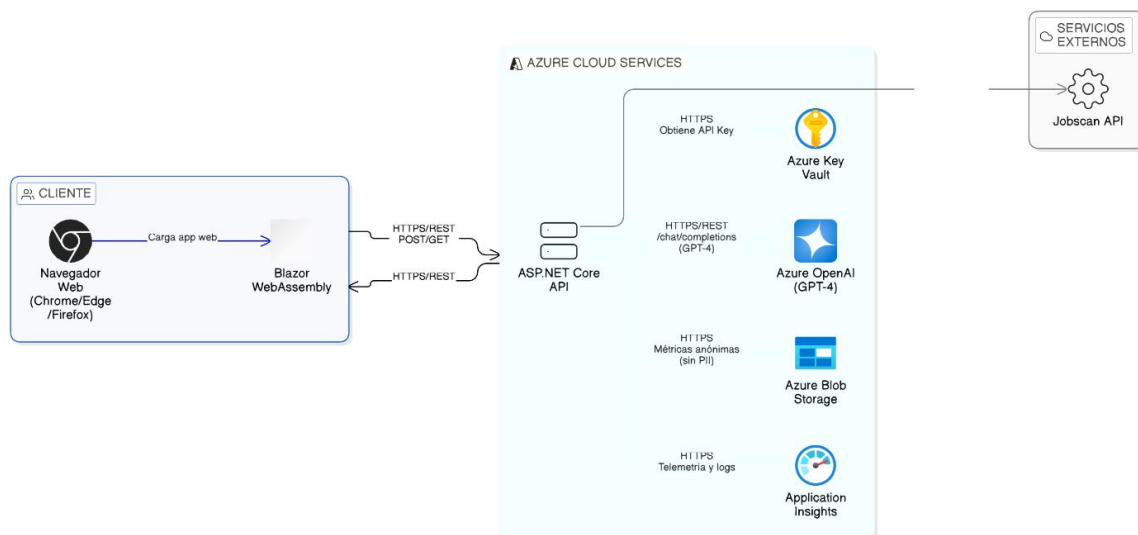 SERVICIOS
EXTERNOS
Jobscan API
AZURE CLOUD SERVICES
HTTPS
Obtiene API Key
Azure Key
Vault
CLIENTE
Carga app web
Navegador
Web
(Chrome/Edge
/Firefox)
Blazor
WebAssembly
HTTPS/REST
POST/GET
HTTPS/REST
ASP.NET Core
API
HTTPS/REST
/chat/completions
(GPT-4)
Azure OpenAI
(GPT-4)
HTTPS
Métricas anónimas
(sin PII)
Azure Blob
Storage
HTTPS
Telemetría y logs
Application
Insights